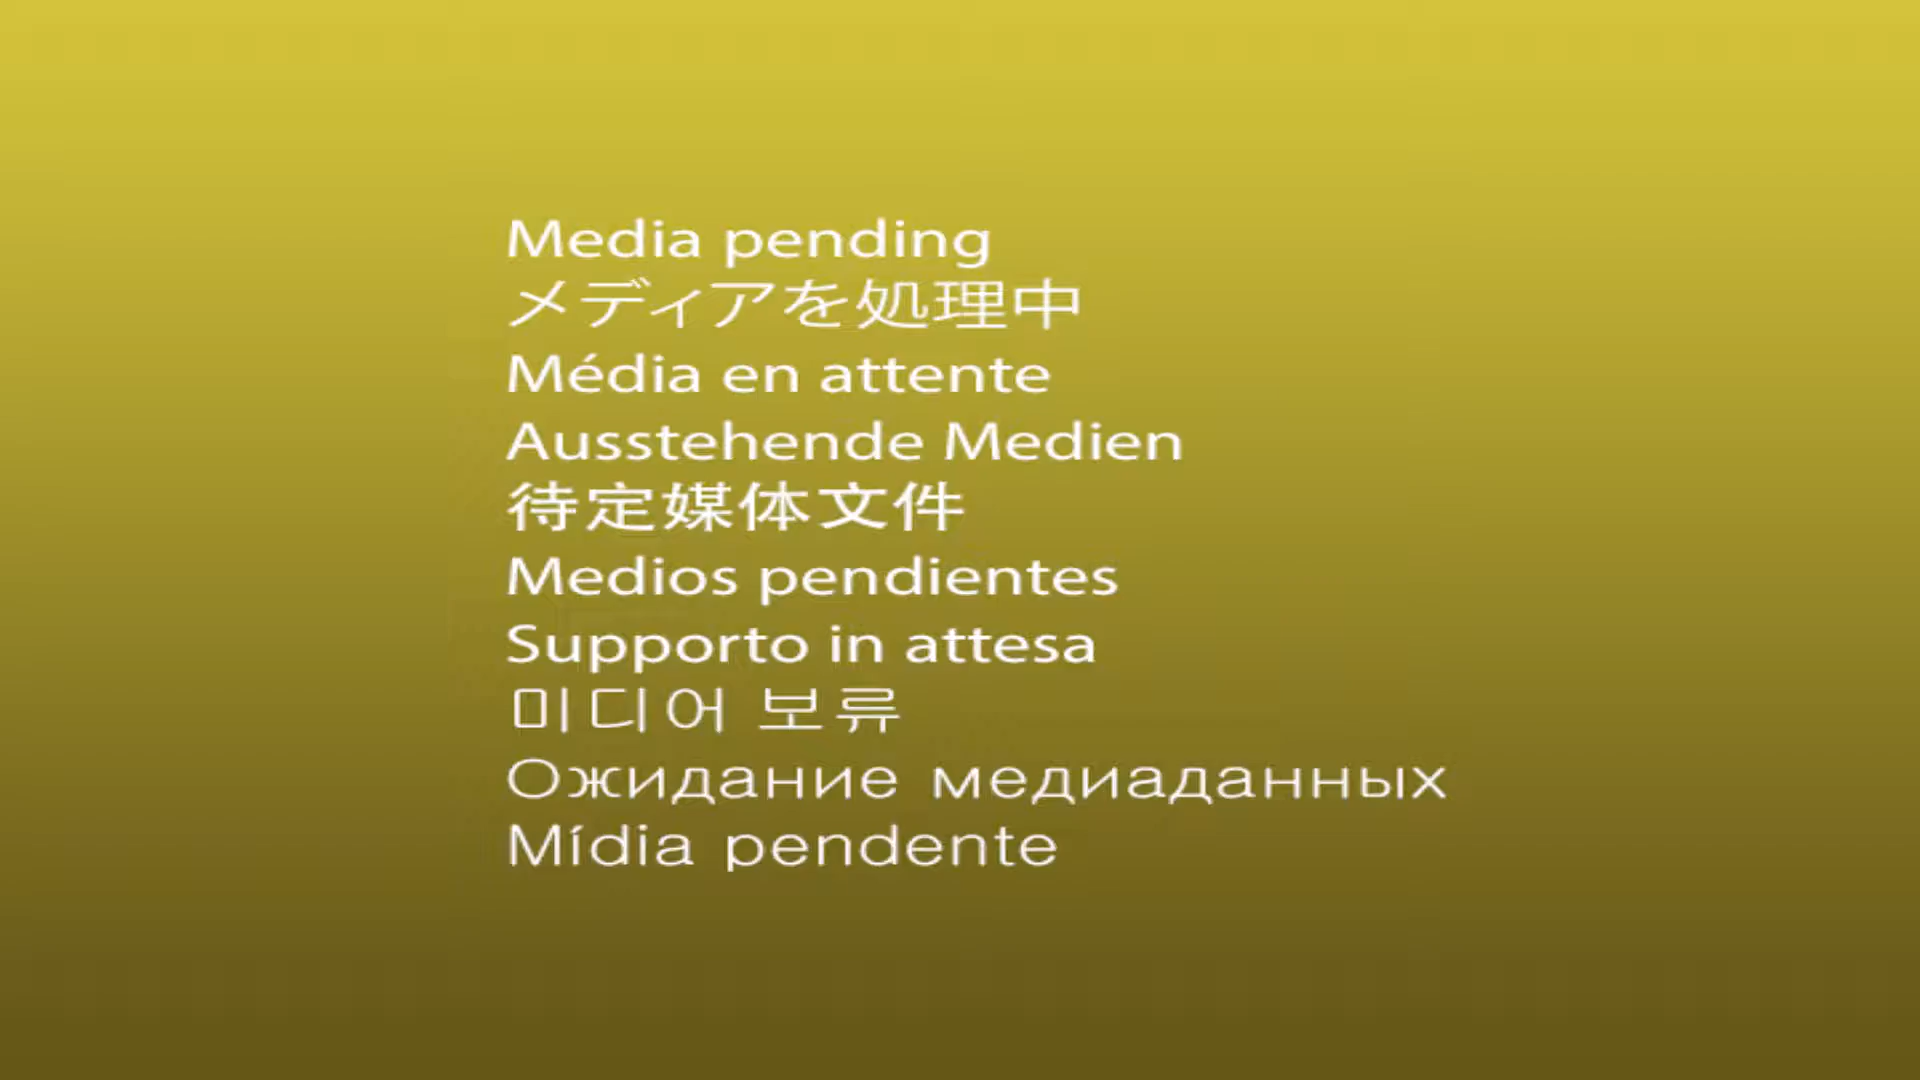 Media pending
メディアを処理中
Média en attente
Ausstehende Medien
待定媒体文件
Medios pendientes
Supporto in attesa
미디어 보류
Ожидание медиаданных
Mídia pendente